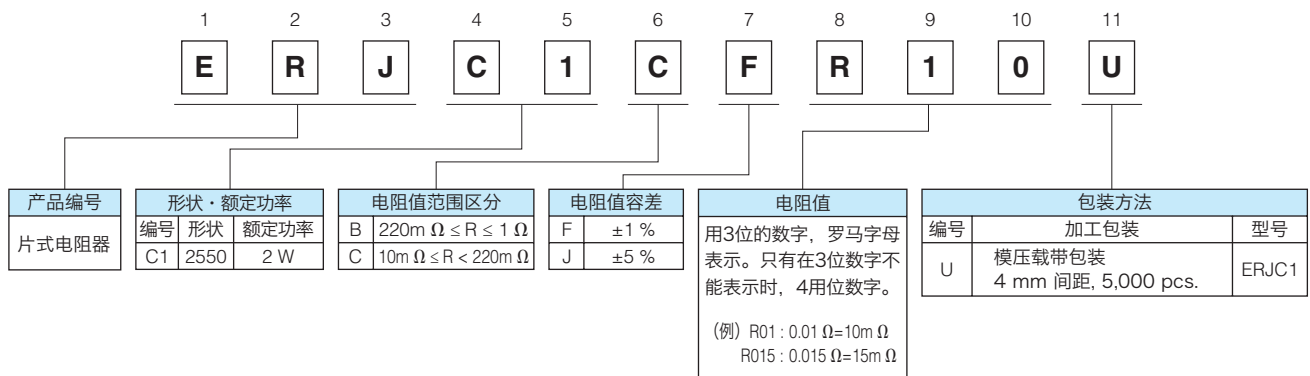 1 2 3 4 5 6 7 8 9 10 11
E R J C 1 C F R 1 0 U
产品编号
片式电阻器
形状・额定功率
编号 形状 额定功率
C1 2550 2 W
电阻值范围区分
B 220m Ω ≤ R ≤ 1 Ω
C 10m Ω ≤ R < 220m Ω
电阻值容差
F ±1 %
J ±5 %
电阻值
用3位的数字，罗马字母
表示。只有在3位数字不
能表示时，4用位数字。
(例) R01 : 0.01 Ω=10m Ω
R015 : 0.015 Ω=15m Ω
包装方法
编号 加工包装 型号
U 模压载带包装
4 mm 间距, 5,000 pcs. ERJC1